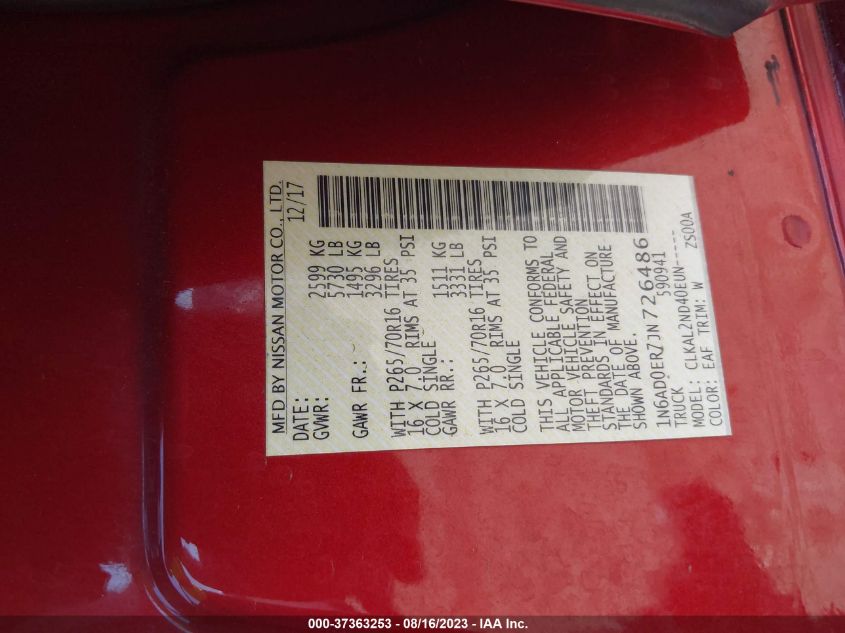 MFD BY NISSAN MOTOR CO., LTD.
DATE: 12/17
GVWR: 2599 KG
5730 LB
GAWR FR.: 1495 KG
3296 LB
WITH P265/70R16 TIRES
16 X 7.0 RIMS AT 35 PSI
COLD SINGLE
GAWR RR.: 1511 KG
3331 LB
WITH P265/70R16 TIRES
16 X 7.0 RIMS AT 35 PSI
COLD SINGLE
THIS VEHICLE CONFORMS TO
ALL APPLICABLE FEDERAL
MOTOR VEHICLE SAFETY AND
THEFT PREVENTION
STANDARDS IN EFFECT ON
THE DATE OF MANUFACTURE
SHOWN ABOVE.
1N6AD0ER7JN726486
TRUCK 590941
MODEL: CLKAL2ND40EUN-----
COLOR: EAF TRIM: W ZS00A
000-37363253 - 08/16/2023 - IAA Inc.